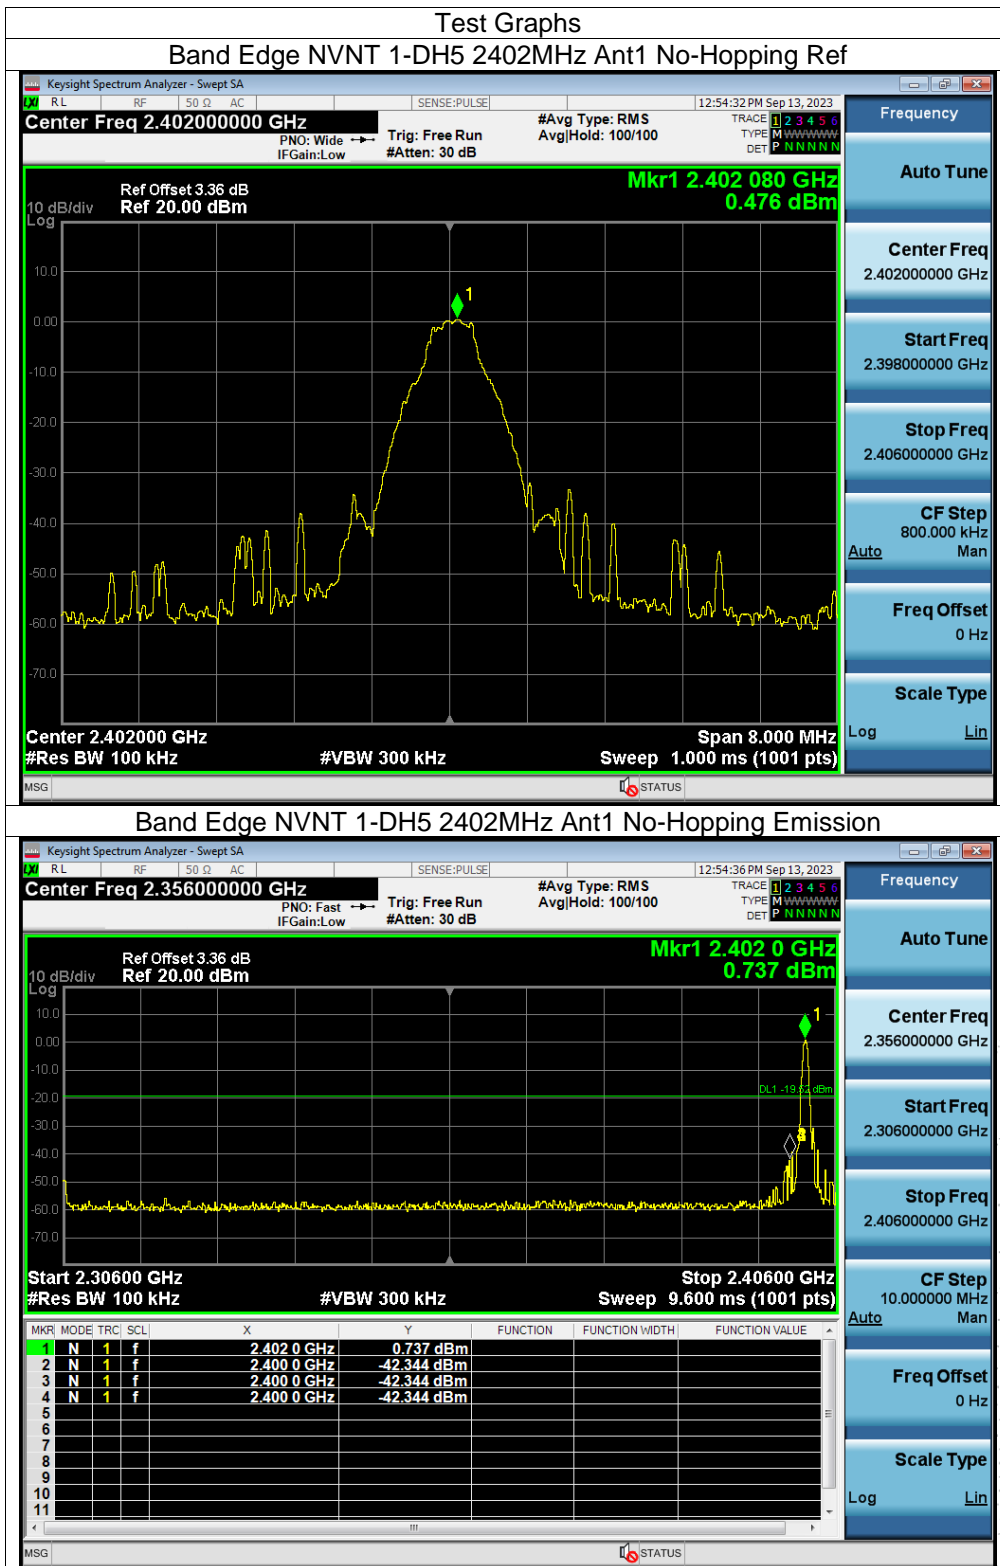 Test Graphs
Band Edge NVNT 1-DH5 2402MHz Ant1 No-Hopping Ref
Keysight Spectrum Analyzer - Swept SA
LXI RL RF 50 Ω AC SENSE:PULSE 12:54:32 PM Sep 13, 2023
Center Freq 2.402000000 GHz
PNO: Wide
IFGain:Low
Trig: Free Run
#Atten: 30 dB
#Avg Type: RMS
Avg|Hold: 100/100
TRACE 1 2 3 4 5 6
TYPE M WWWWW
DET P N N N N N
Ref Offset 3.36 dB
Ref 20.00 dBm
10 dB/div
Log
Mkr1 2.402 080 GHz
0.476 dBm
10.0
0.00
-10.0
-20.0
-30.0
-40.0
-50.0
-60.0
-70.0
1
Center 2.402000 GHz
Span 8.000 MHz
#Res BW 100 kHz
#VBW 300 kHz
Sweep 1.000 ms (1001 pts)
MSG
STATUS
Frequency
Auto Tune
Center Freq
2.402000000 GHz
Start Freq
2.398000000 GHz
Stop Freq
2.406000000 GHz
CF Step
800.000 kHz
Auto Man
Freq Offset
0 Hz
Scale Type
Log Lin
Band Edge NVNT 1-DH5 2402MHz Ant1 No-Hopping Emission
Keysight Spectrum Analyzer - Swept SA
LXI RL RF 50 Ω AC SENSE:PULSE 12:54:36 PM Sep 13, 2023
Center Freq 2.356000000 GHz
PNO: Fast
IFGain:Low
Trig: Free Run
#Atten: 30 dB
#Avg Type: RMS
Avg|Hold: 100/100
TRACE 1 2 3 4 5 6
TYPE M WWWWW
DET P N N N N N
Ref Offset 3.36 dB
Ref 20.00 dBm
10 dB/div
Log
Mkr1 2.402 0 GHz
0.737 dBm
10.0
0.00
-10.0
-20.0
-30.0
-40.0
-50.0
-60.0
-70.0
1
DL1 -19.52 dBm
Start 2.30600 GHz
Stop 2.40600 GHz
#Res BW 100 kHz
#VBW 300 kHz
Sweep 9.600 ms (1001 pts)
MKR MODE TRC SCL X Y FUNCTION FUNCTION WIDTH FUNCTION VALUE
1 N 1 f 2.402 0 GHz 0.737 dBm
2 N 1 f 2.400 0 GHz -42.344 dBm
3 N 1 f 2.400 0 GHz -42.344 dBm
4 N 1 f 2.400 0 GHz -42.344 dBm
5
6
7
8
9
10
11
MSG
STATUS
Frequency
Auto Tune
Center Freq
2.356000000 GHz
Start Freq
2.306000000 GHz
Stop Freq
2.406000000 GHz
CF Step
10.000000 MHz
Auto Man
Freq Offset
0 Hz
Scale Type
Log Lin